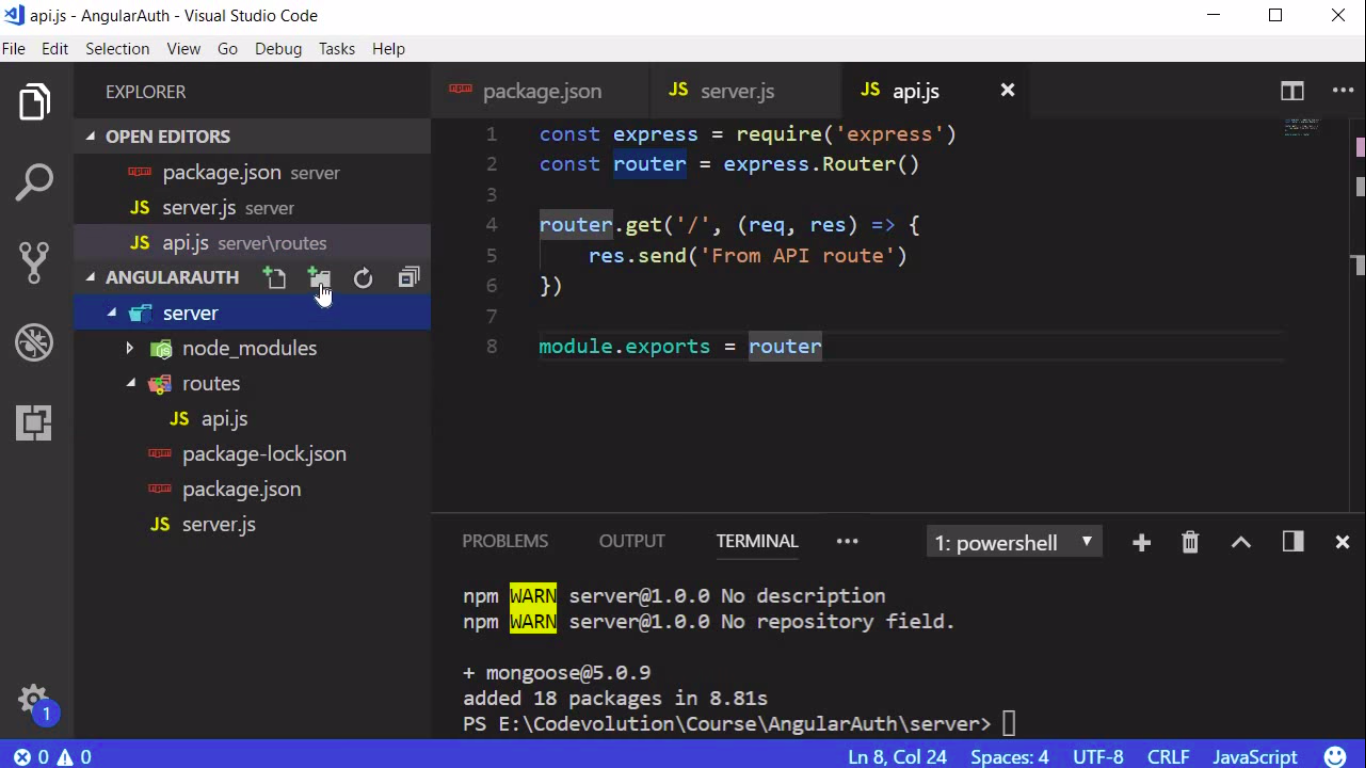 api.js - AngularAuth - Visual Studio Code
File Edit Selection View Go Debug Tasks Help
EXPLORER
OPEN EDITORS
package.json server
JS server.js server
JS api.js server\routes
ANGULARAUTH
server
node_modules
routes
JS api.js
package-lock.json
package.json
JS server.js
1
package.json JS server.js JS api.js
1 const express = require('express')
2 const router = express.Router()
3
4 router.get('/', (req, res) => {
5 res.send('From API route')
6 })
7
8 module.exports = router
PROBLEMS OUTPUT TERMINAL ••• 1: powershell
npm WARN server@1.0.0 No description
npm WARN server@1.0.0 No repository field.
+ mongoose@5.0.9
added 18 packages in 8.81s
PS E:\Codevolution\Course\AngularAuth\server>
0 0 Ln 8, Col 24 Spaces: 4 UTF-8 CRLF JavaScript